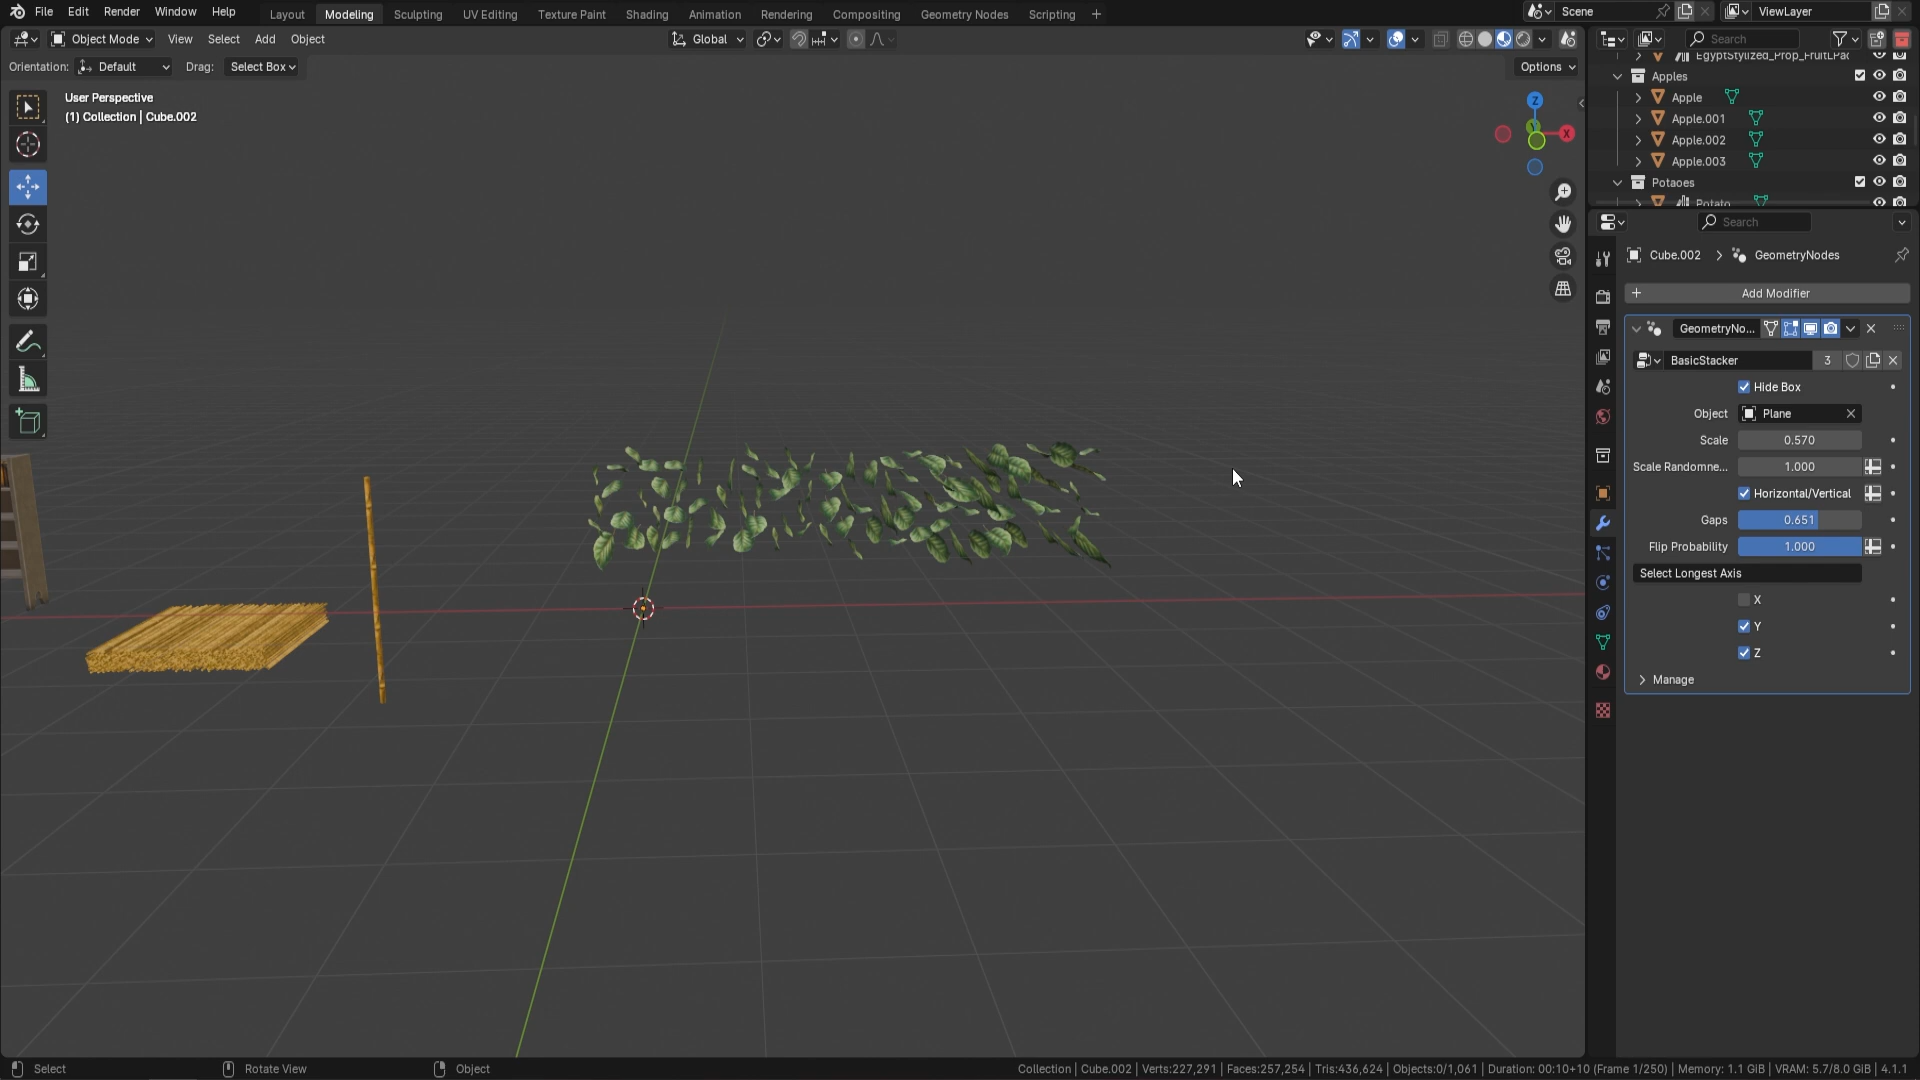 File Edit Render Window Help Layout Modeling Sculpting UV Editing Texture Paint Shading Animation Rendering Compositing Geometry Nodes Scripting + Scene ViewLayer
Object Mode View Select Add Object Global Search
Orientation: Default Drag: Select Box Options
User Perspective
(1) Collection | Cube.002
Z
X
EgyptStylized_Prop_FruitLPac
Apples
Apple
Apple.001
Apple.002
Apple.003
Potaoes
Potato
Search
Cube.002 > GeometryNodes
+ Add Modifier
GeometryNo...
BasicStacker 3
Hide Box
Object Plane
Scale 0.570
Scale Randomne... 1.000
Horizontal/Vertical
Gaps 0.651
Flip Probability 1.000
Select Longest Axis
X
Y
Z
Manage
Select Rotate View Object Collection | Cube.002 | Verts:227,291 | Faces:257,254 | Tris:436,624 | Objects:0/1,061 | Duration: 00:10+10 (Frame 1/250) | Memory: 1.1 GiB | VRAM: 5.7/8.0 GiB | 4.1.1